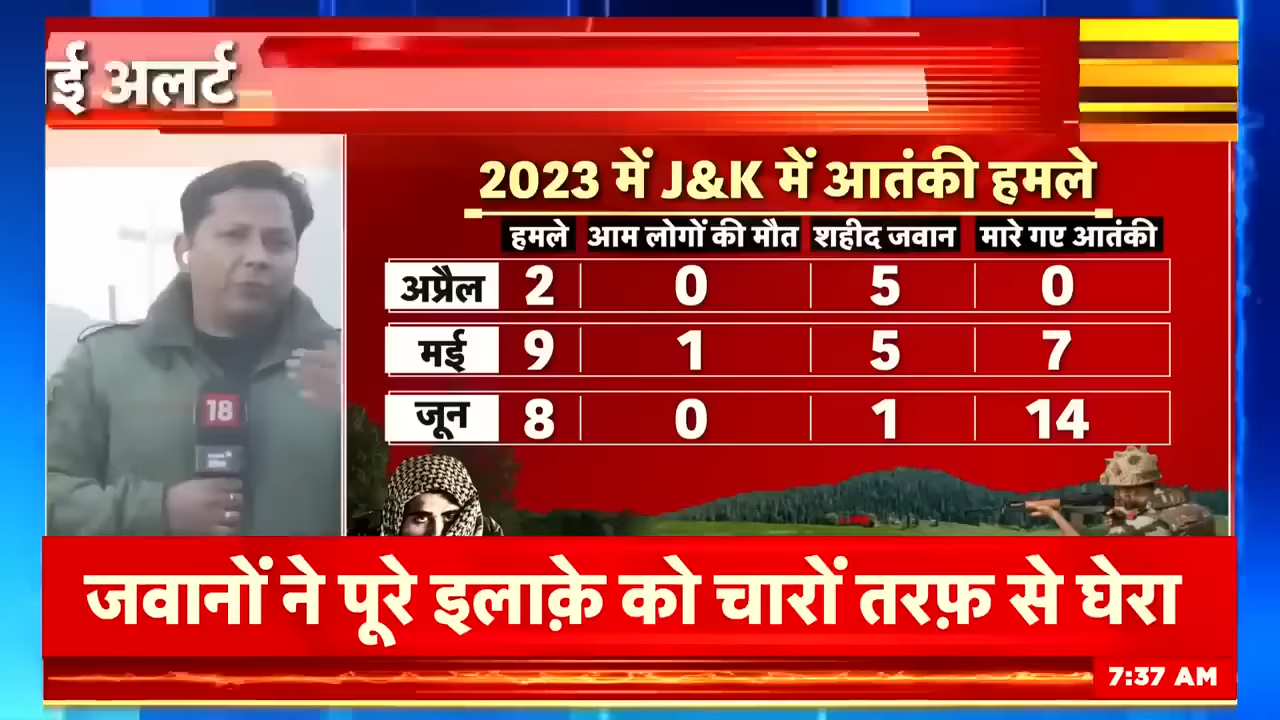 ई अलर्ट
2023 में J&K में आतंकी हमले
हमले आम लोगों की मौत शहीद जवान मारे गए आतंकी
अप्रैल 2 0 5 0
मई 9 1 5 7
जून 8 0 1 14
18
जवानों ने पूरे इलाक़े को चारों तरफ़ से घेरा
7:37 AM